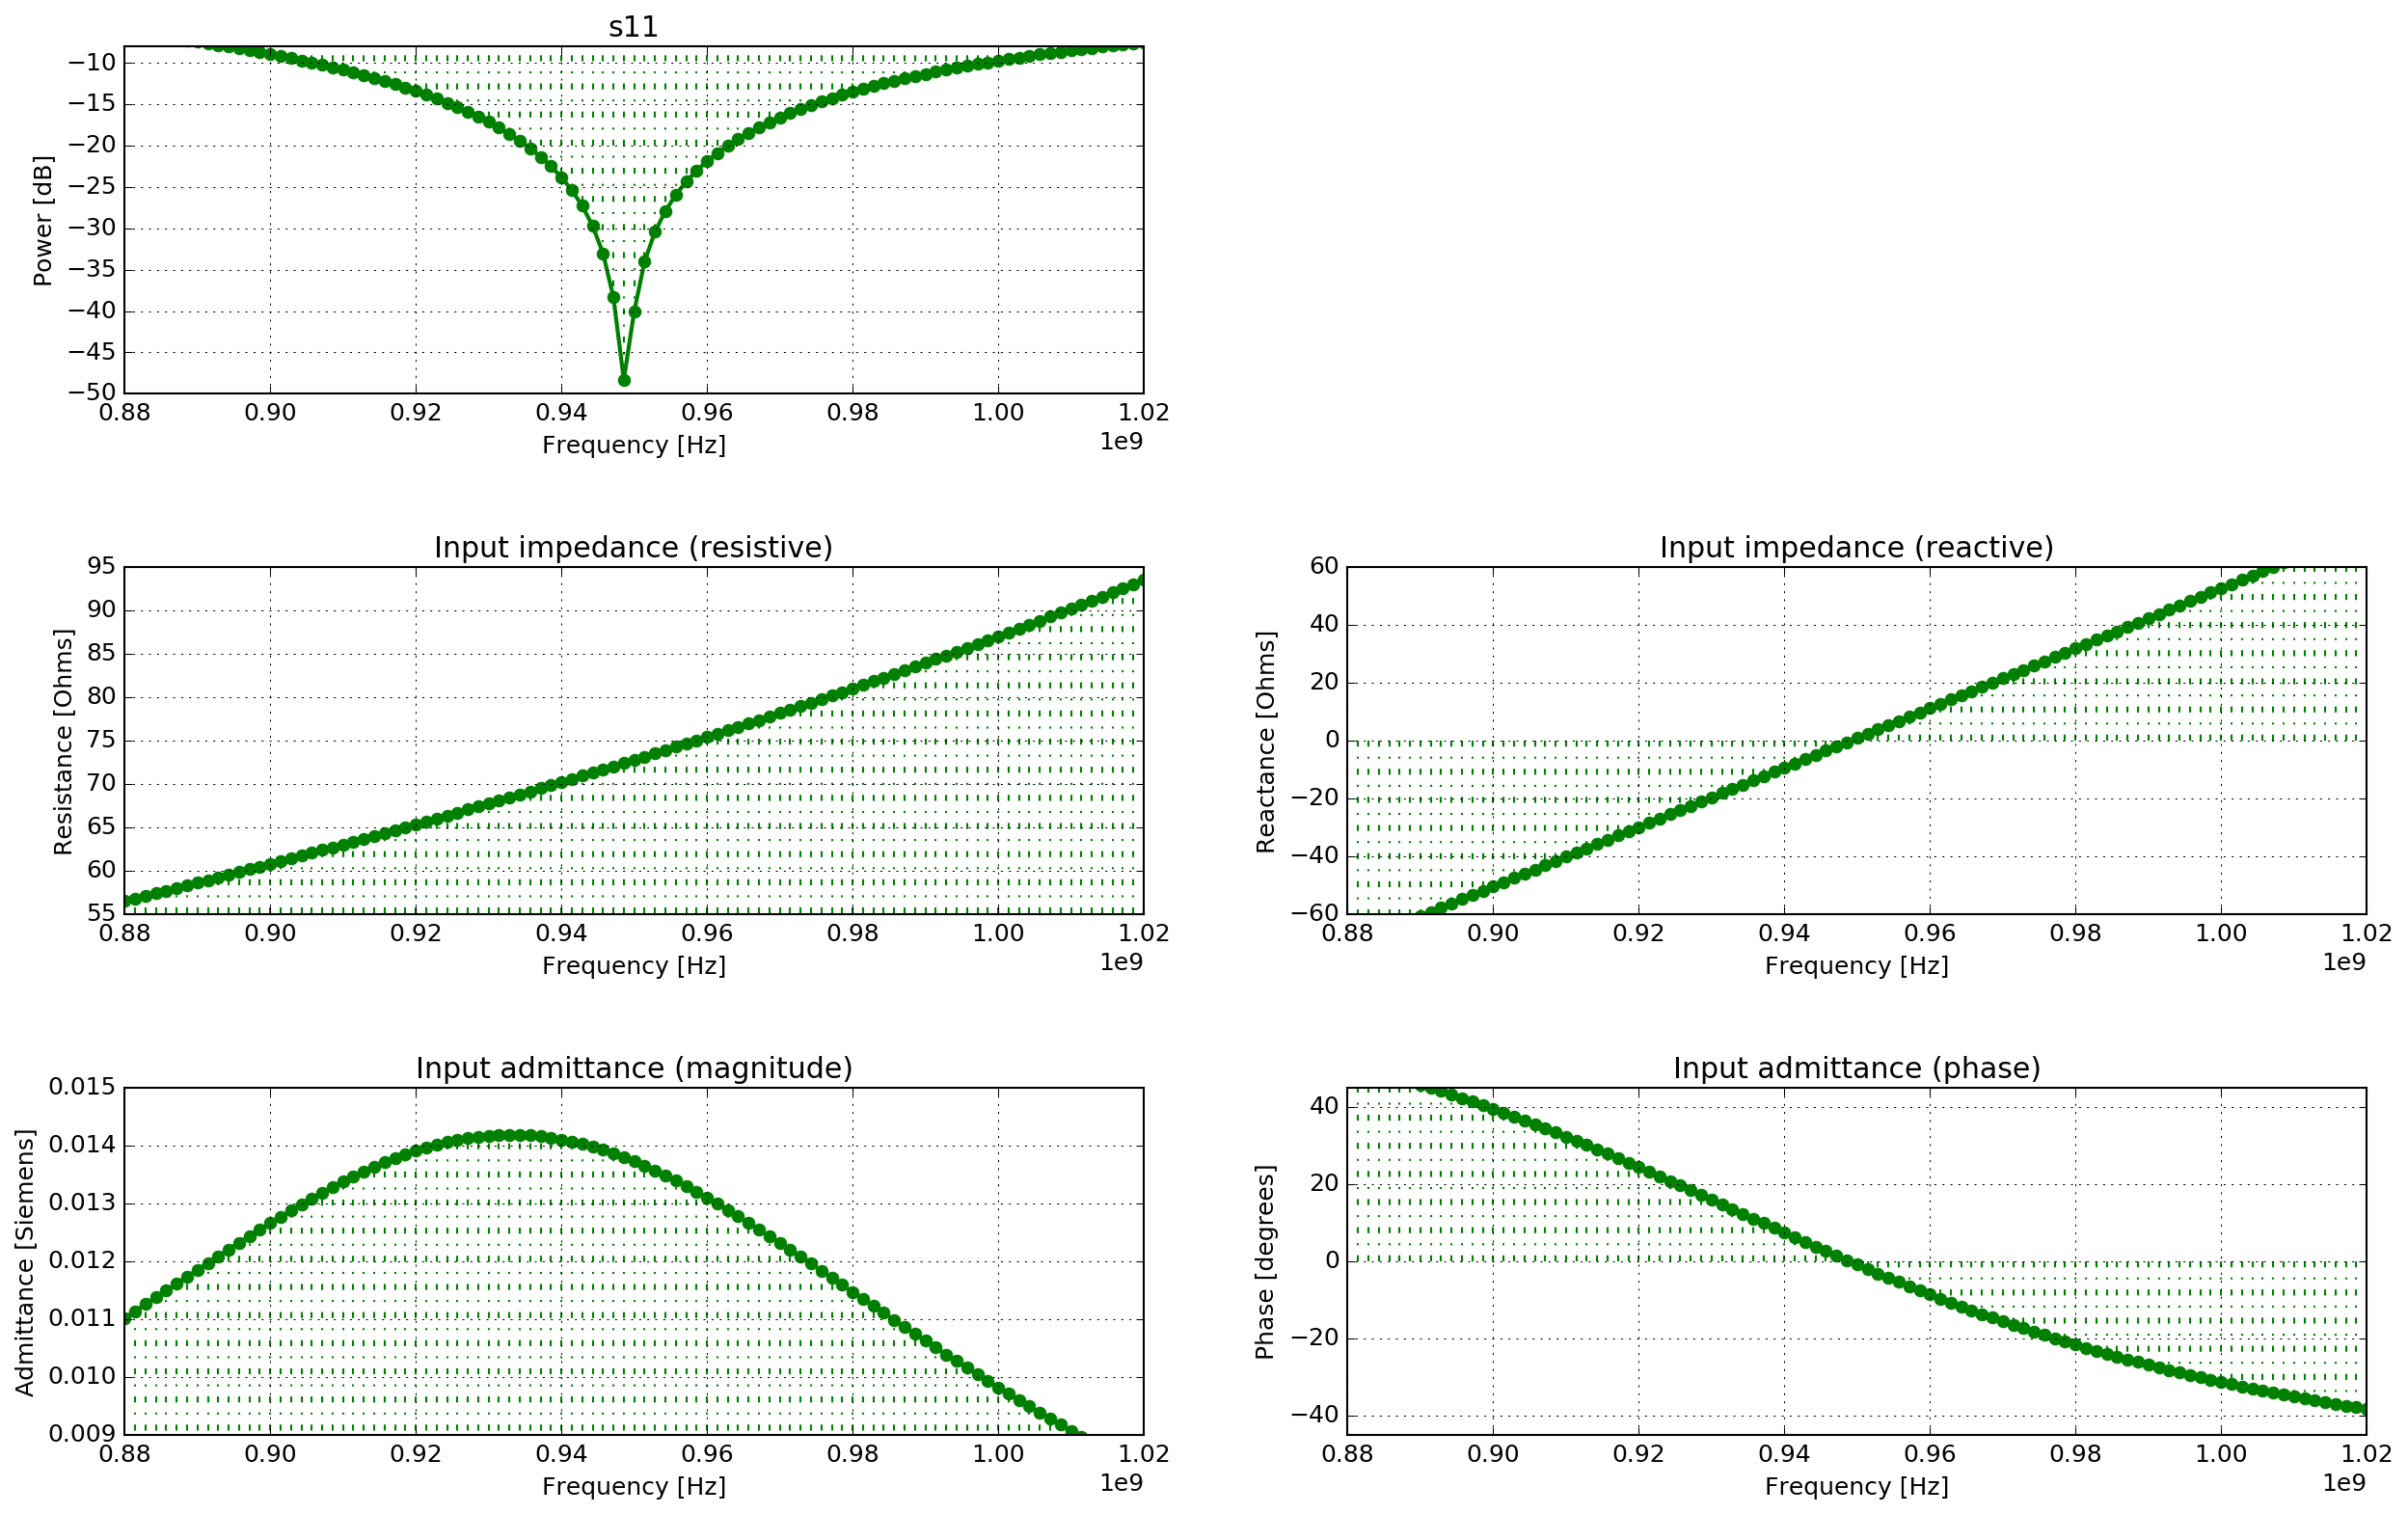 s11
Power [dB]
−10
−15
−20
−25
−30
−35
−40
−45
−50
0.88 0.90 0.92 0.94 0.96 0.98 1.00 1.02
1e9
Frequency [Hz]
Input impedance (resistive)
Resistance [Ohms]
95
90
85
80
75
70
65
60
55
0.88 0.90 0.92 0.94 0.96 0.98 1.00 1.02
1e9
Frequency [Hz]
Input impedance (reactive)
Reactance [Ohms]
60
40
20
0
−20
−40
−60
0.88 0.90 0.92 0.94 0.96 0.98 1.00 1.02
1e9
Frequency [Hz]
Input admittance (magnitude)
Admittance [Siemens]
0.015
0.014
0.013
0.012
0.011
0.010
0.009
0.88 0.90 0.92 0.94 0.96 0.98 1.00 1.02
1e9
Frequency [Hz]
Input admittance (phase)
Phase [degrees]
40
20
0
−20
−40
0.88 0.90 0.92 0.94 0.96 0.98 1.00 1.02
1e9
Frequency [Hz]